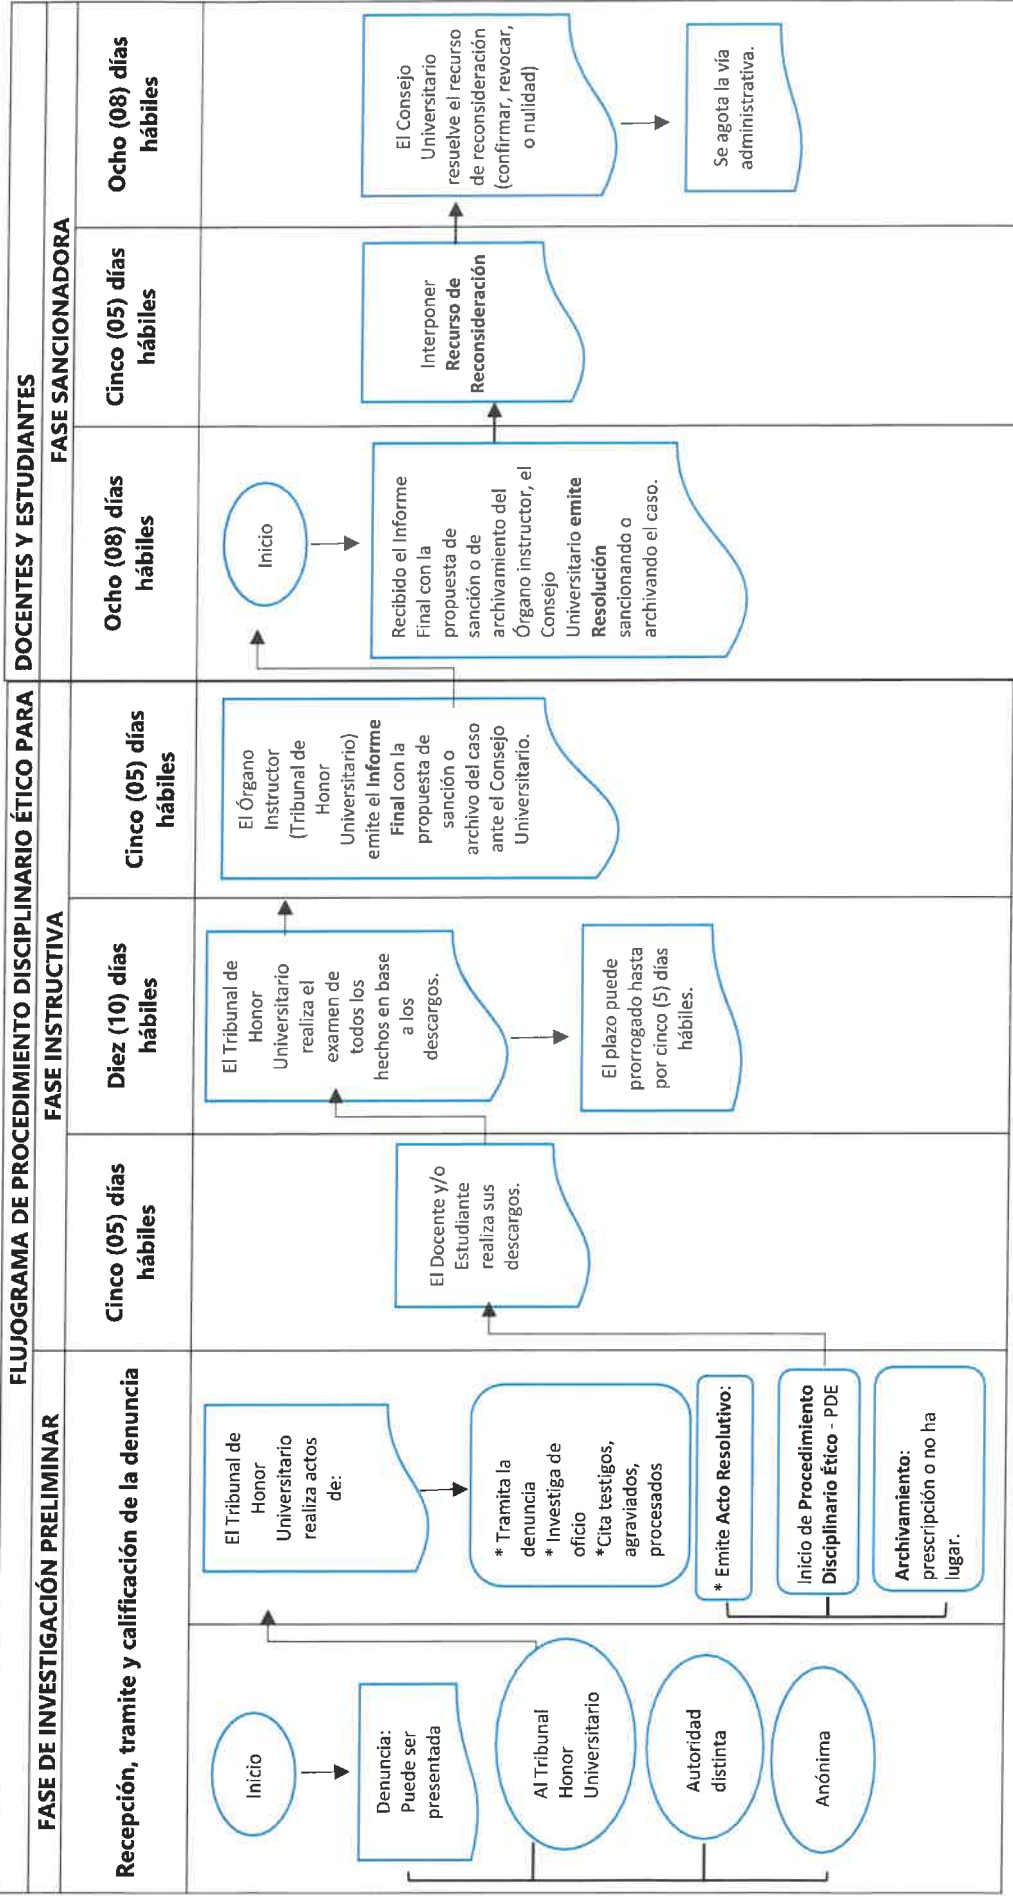 FLUJOGRAMA DE PROCEDIMIENTO DISCIPLINARIO ÉTICO PARA DOCENTES Y ESTUDIANTES
FASE DE INVESTIGACIÓN PRELIMINAR
FASE INSTRUCTIVA
FASE SANCIONADORA
Recepción, tramite y calificación de la denuncia
Cinco (05) días
hábiles
Diez (10) días
hábiles
Cinco (05) días
hábiles
Ocho (08) días
hábiles
Cinco (05) días
hábiles
Ocho (08) días
hábiles
Inicio
Denuncia:
Puede ser
presentada
Al Tribunal
Honor
Universitario
Autoridad
distinta
Anónima
El Tribunal de
Honor
Universitario
realiza actos
de:
* Tramita la
denuncia
* Investiga de
oficio
*Cita testigos,
agraviados,
procesados
* Emite Acto Resolutivo:
Inicio de Procedimiento
Disciplinario Ético - PDE
Archivamiento:
prescripción o no ha
lugar.
El Docente y/o
Estudiante
realiza sus
descargos.
El Tribunal de
Honor
Universitario
realiza el
examen de
todos los
hechos en base
a los
descargos.
El plazo puede
prorrogado hasta
por cinco (5) días
hábiles.
El Órgano
Instructor
(Tribunal de
Honor
Universitario)
emite el Informe
Final con la
propuesta de
sanción o
archivo del caso
ante el Consejo
Universitario.
Inicio
Recibido el Informe
Final con la
propuesta de
sanción o de
archivamiento del
Órgano instructor, el
Consejo
Universitario emite
Resolución
sancionando o
archivando el caso.
Interponer
Recurso de
Reconsideración
El Consejo
Universitario
resuelve el recurso
de reconsideración
(confirmar, revocar,
o nulidad)
Se agota la vía
administrativa.